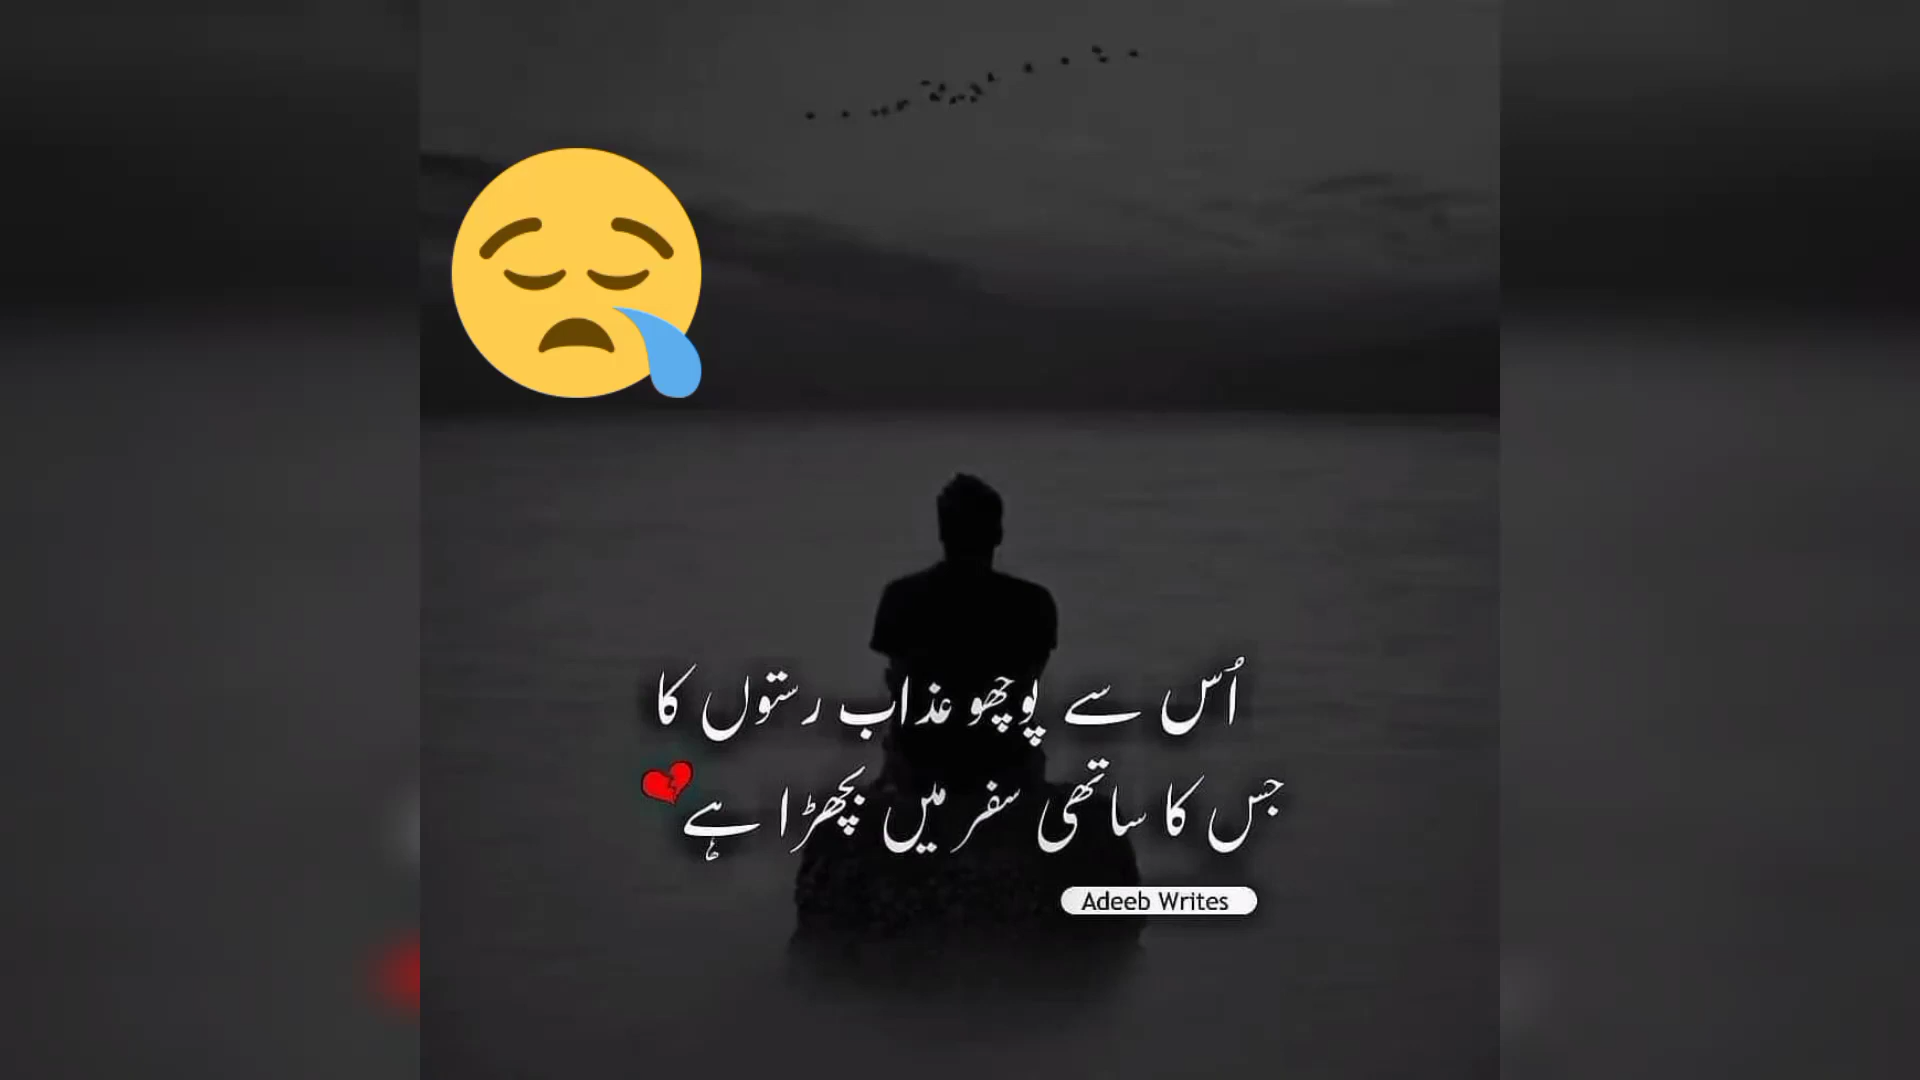 اُس سے پوچھو عذاب رستوں کا
جس کا ساتھی سفر میں بچھڑا ہے
Adeeb Writes